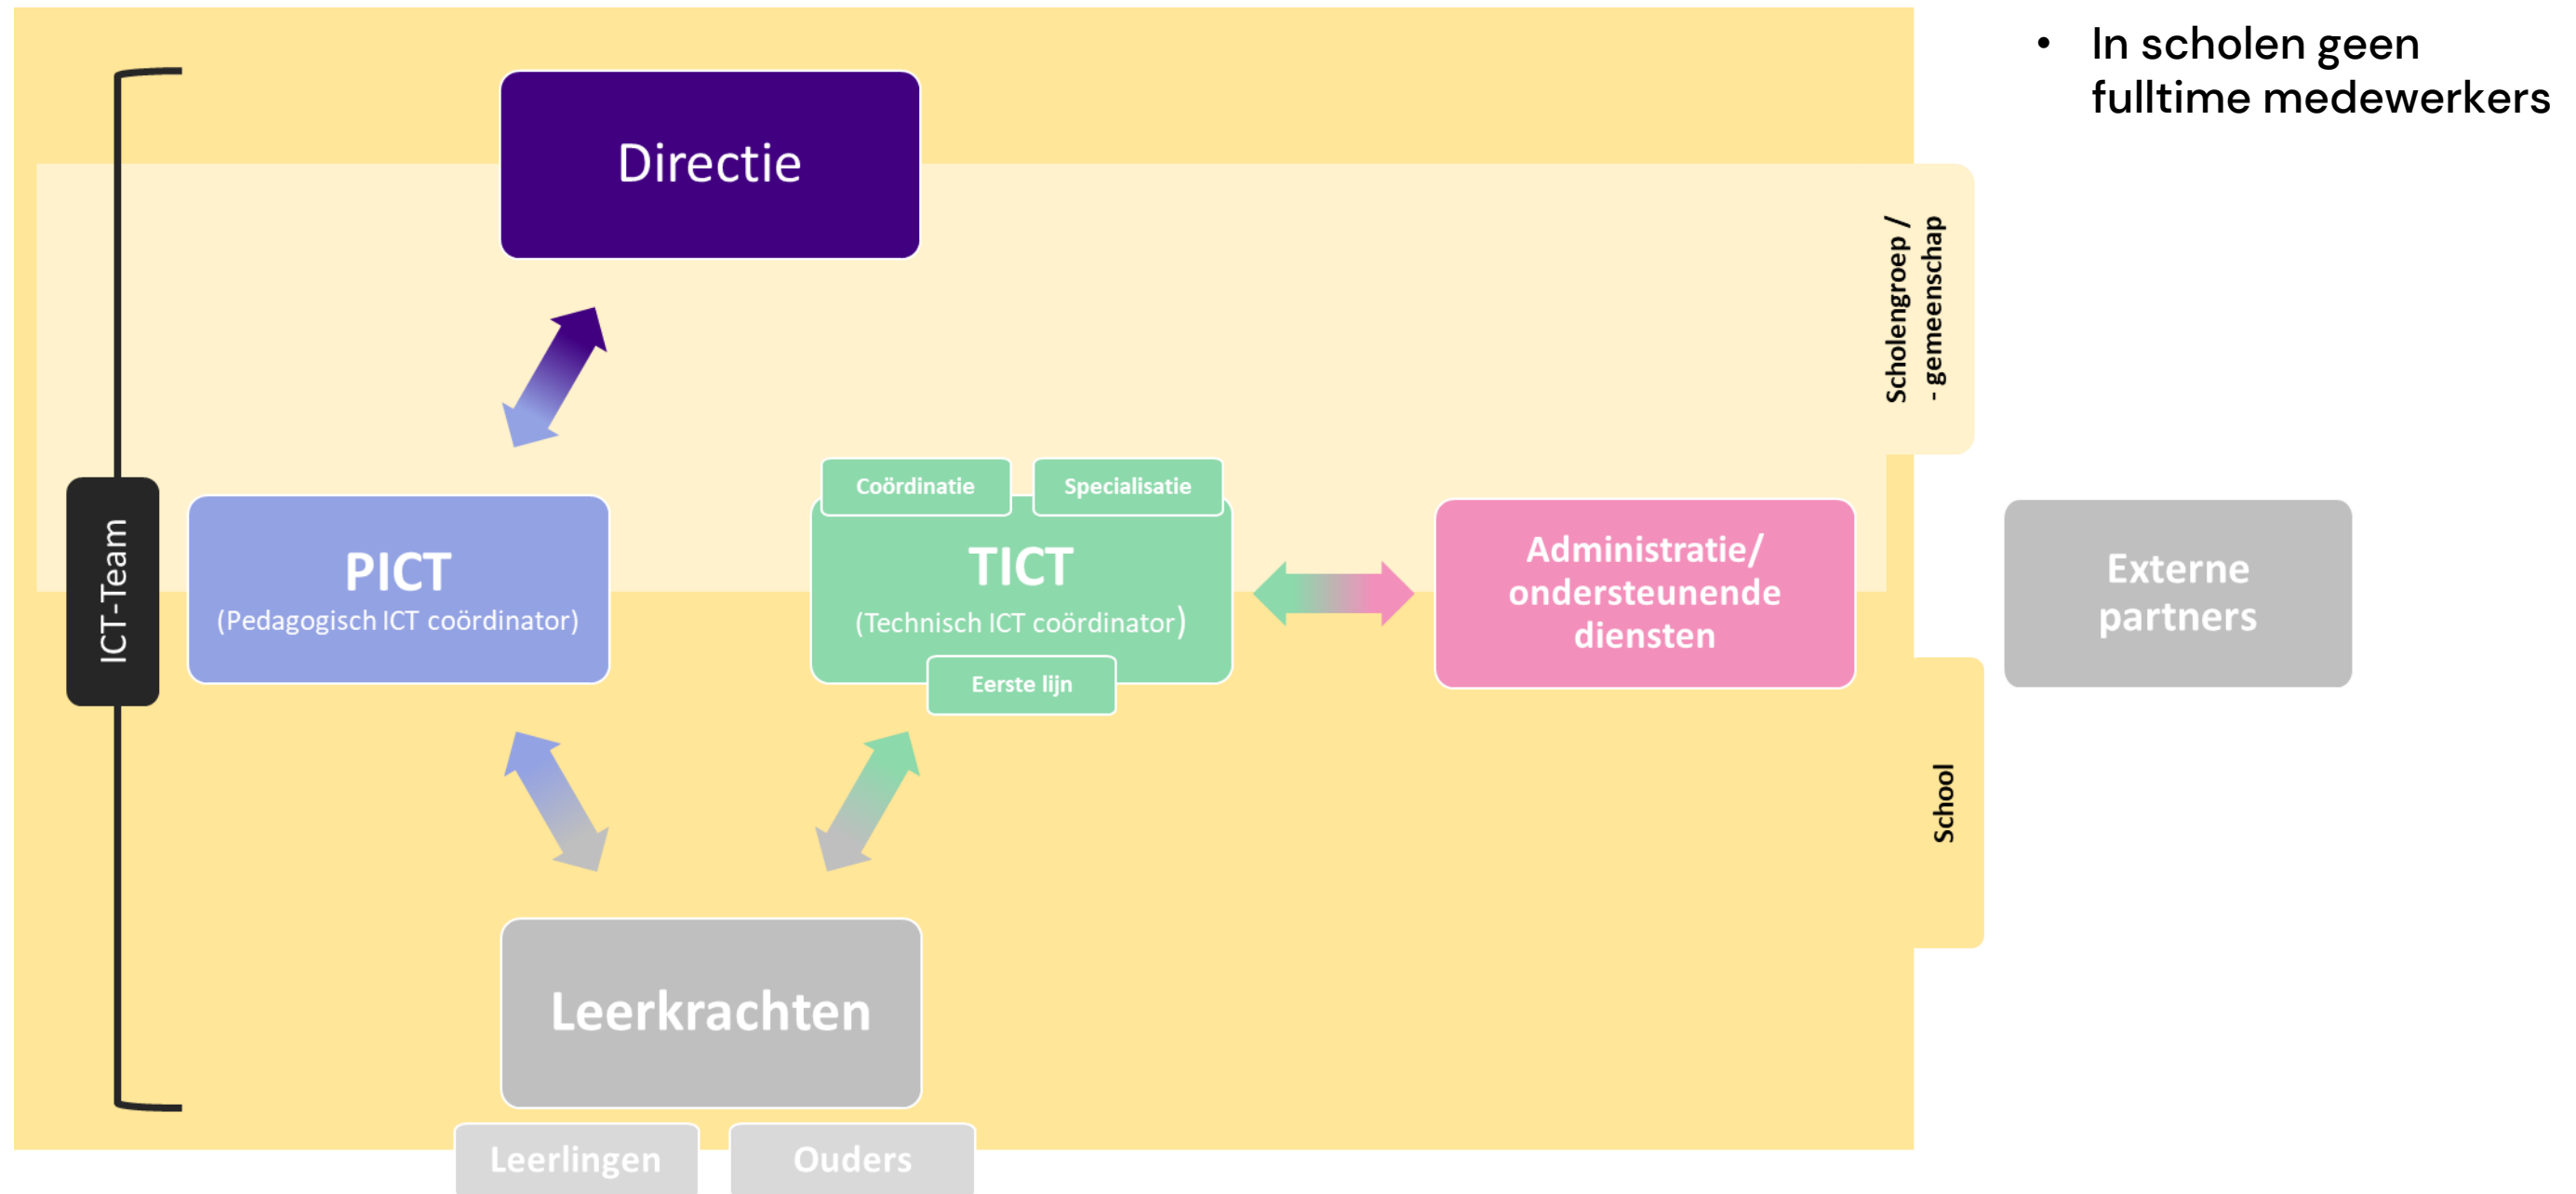 • In scholen geen
fulltime medewerkers
Directie
Scholengroep /
- gemeenschap
Coördinatie
Specialisatie
ICT-Team
PICT
(Pedagogisch ICT coördinator)
TICT
(Technisch ICT coördinator)
Eerste lijn
Administratie/
ondersteunende
diensten
Externe
partners
School
Leerkrachten
Leerlingen
Ouders